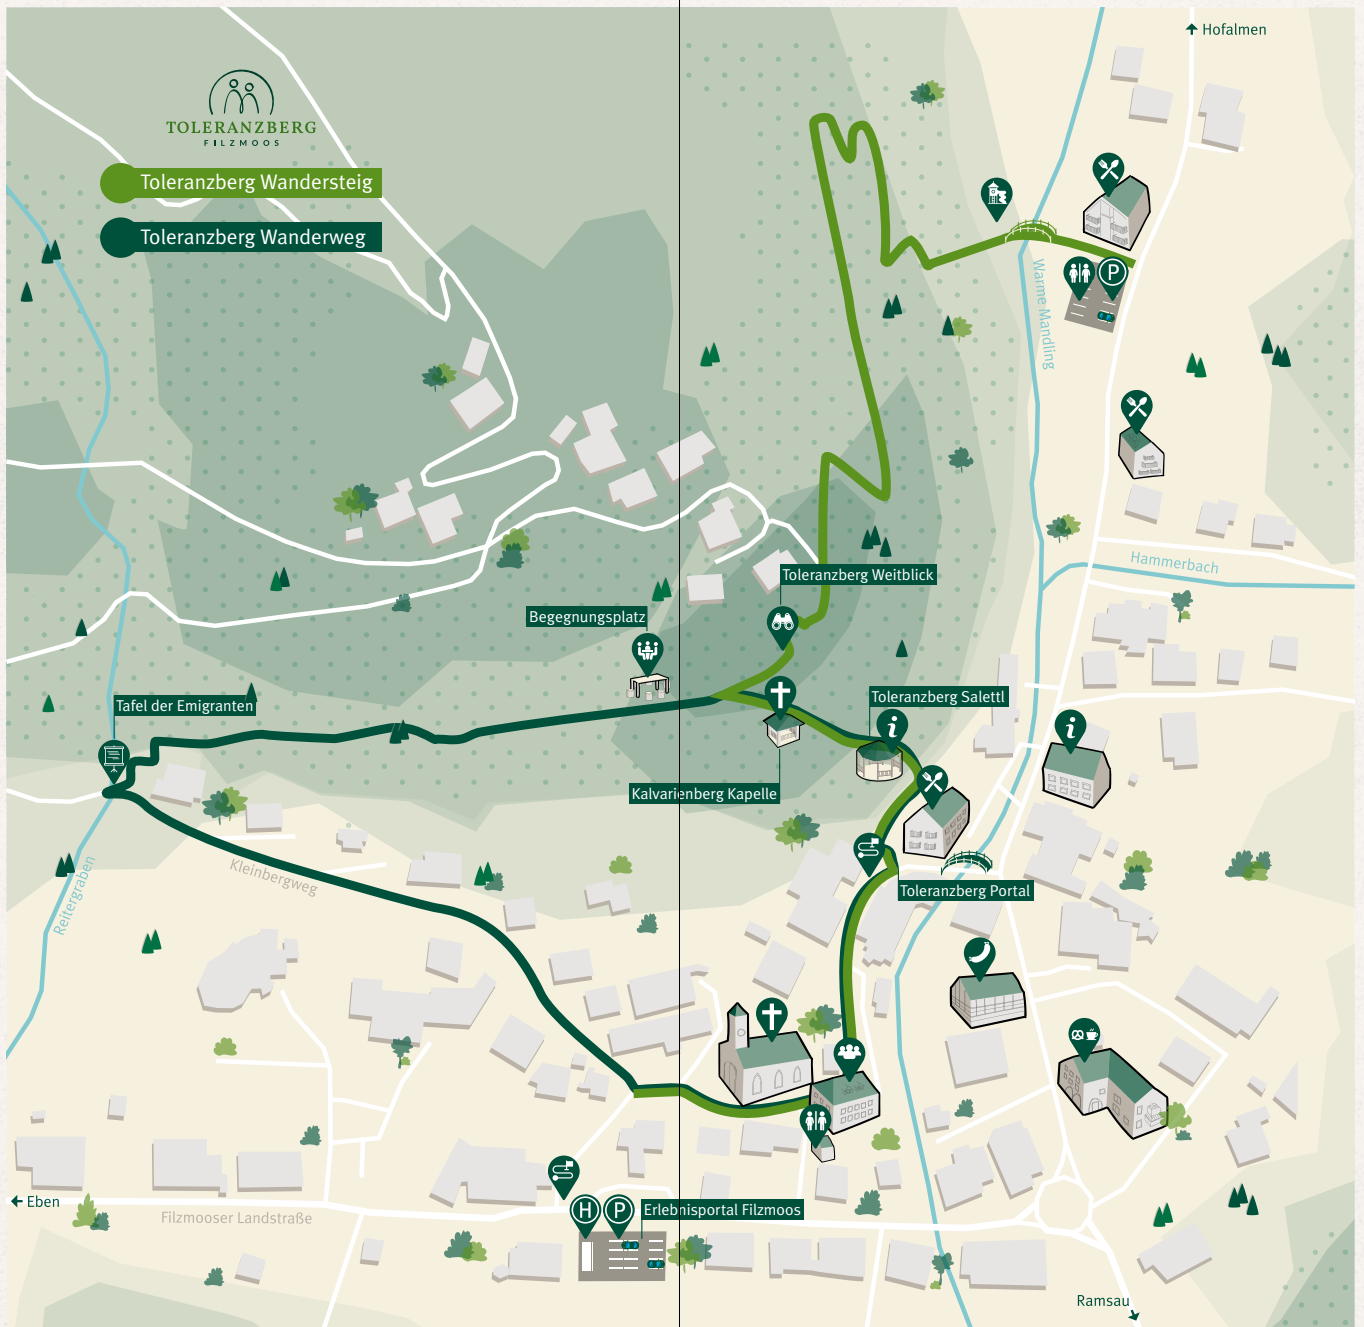 Hofalmen
TOLERANZBERG
FILZMOOS
Toleranzberg Wandersteig
Toleranzberg Wanderweg
P
Warme Mandling
Hammerbach
Toleranzberg Weitblick
Begegnungsplatz
Tafel der Emigranten
Toleranzberg Salettl
i
i
Kalvarienberg Kapelle
Kleinbergweg
Reitergraben
Toleranzberg Portal
Eben
Filzmooser Landstraße
H
P
Erlebnisportal Filzmoos
Ramsau